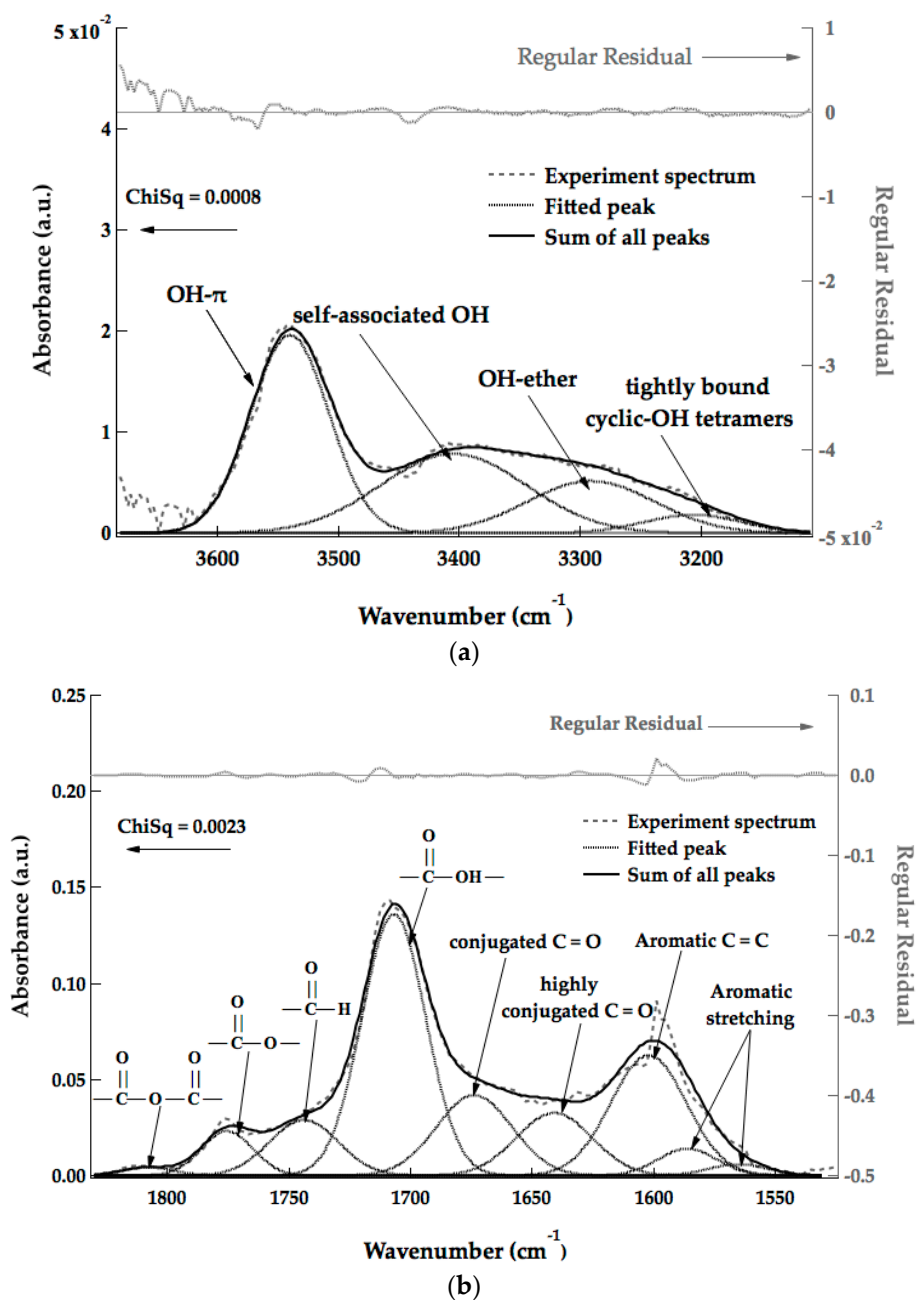 5 x10⁻²
4
3
2
1
0
Absorbance (a.u.)
1
0
-1
-2
-3
-4
-5 x10⁻²
Regular Residual
Regular Residual
Experiment spectrum
Fitted peak
Sum of all peaks
ChiSq = 0.0008
OH-π
self-associated OH
OH-ether
tightly bound
cyclic-OH tetramers
3600
3500
3400
3300
3200
Wavenumber (cm⁻¹)
(a)
0.25
0.20
0.15
0.10
0.05
0.00
Absorbance (a.u.)
0.1
0.0
-0.1
-0.2
-0.3
-0.4
-0.5
Regular Residual
Regular Residual
ChiSq = 0.0023
Experiment spectrum
Fitted peak
Sum of all peaks
O
||
— C — OH —
conjugated C = O
Aromatic C = C
highly
conjugated C = O
Aromatic
stretching
O
||
— C — H
O
||
— C — O —
O O
|| ||
— C — O — C —
1800
1750
1700
1650
1600
1550
Wavenumber (cm⁻¹)
(b)